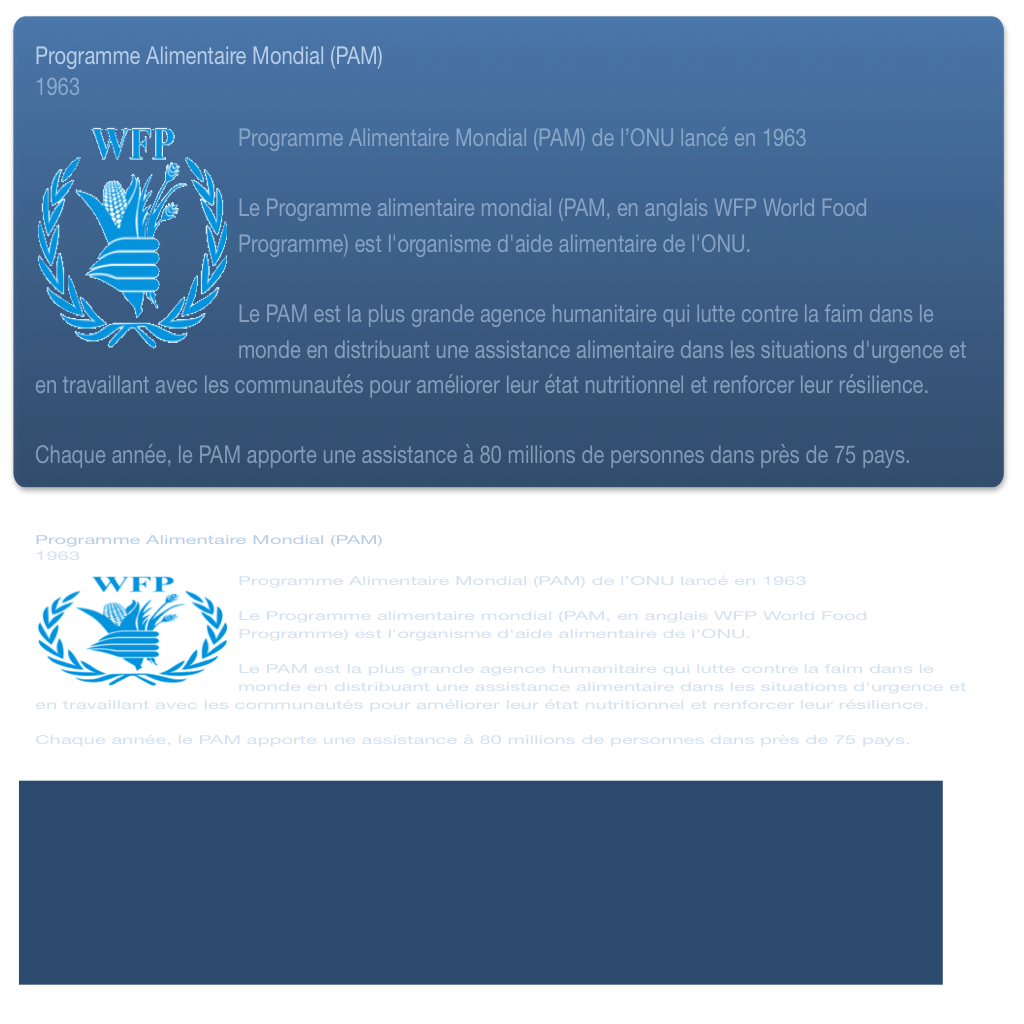 Programme Alimentaire Mondial (PAM)
1963
WFP
Programme Alimentaire Mondial (PAM) de l’ONU lancé en 1963
Le Programme alimentaire mondial (PAM, en anglais WFP World Food
Programme) est l'organisme d'aide alimentaire de l'ONU.
Le PAM est la plus grande agence humanitaire qui lutte contre la faim dans le
monde en distribuant une assistance alimentaire dans les situations d'urgence et
en travaillant avec les communautés pour améliorer leur état nutritionnel et renforcer leur résilience.
Chaque année, le PAM apporte une assistance à 80 millions de personnes dans près de 75 pays.
Programme Alimentaire Mondial (PAM)
1963
WFP
Programme Alimentaire Mondial (PAM) de l’ONU lancé en 1963
Le Programme alimentaire mondial (PAM, en anglais WFP World Food
Programme) est l'organisme d'aide alimentaire de l'ONU.
Le PAM est la plus grande agence humanitaire qui lutte contre la faim dans le
monde en distribuant une assistance alimentaire dans les situations d'urgence et
en travaillant avec les communautés pour améliorer leur état nutritionnel et renforcer leur résilience.
Chaque année, le PAM apporte une assistance à 80 millions de personnes dans près de 75 pays.